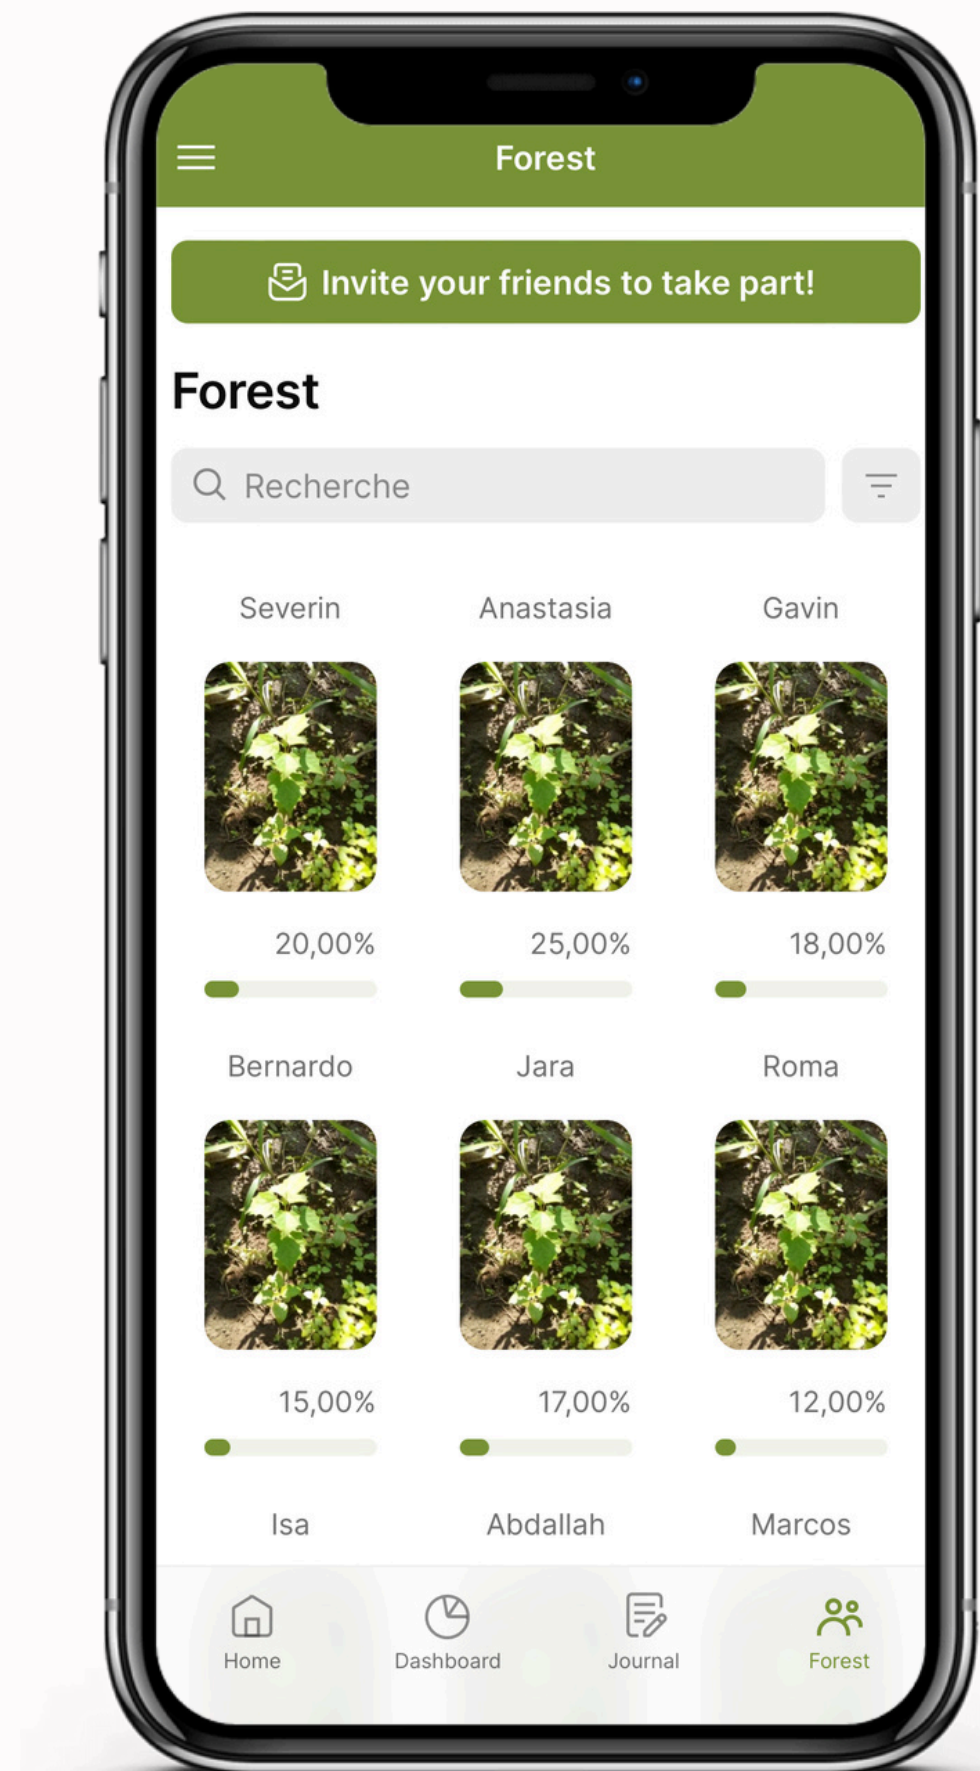 Forest
Invite your friends to take part!
Forest
Recherche
Severin Anastasia Gavin
20,00% 25,00% 18,00%
Bernardo Jara Roma
15,00% 17,00% 12,00%
Isa Abdallah Marcos
Home Dashboard Journal Forest